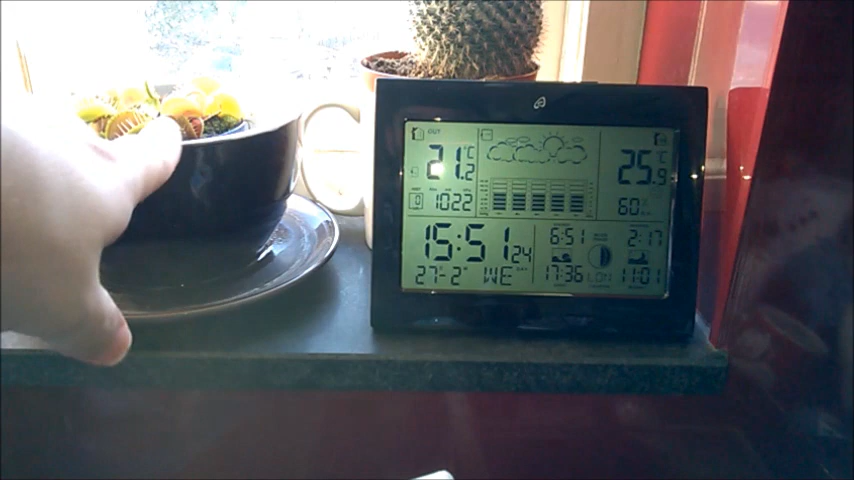 OUT
21.2 °C
25.9 °C
1022
60
15:51 24
6:51 2:17
27-2- WE
17:36 11:01